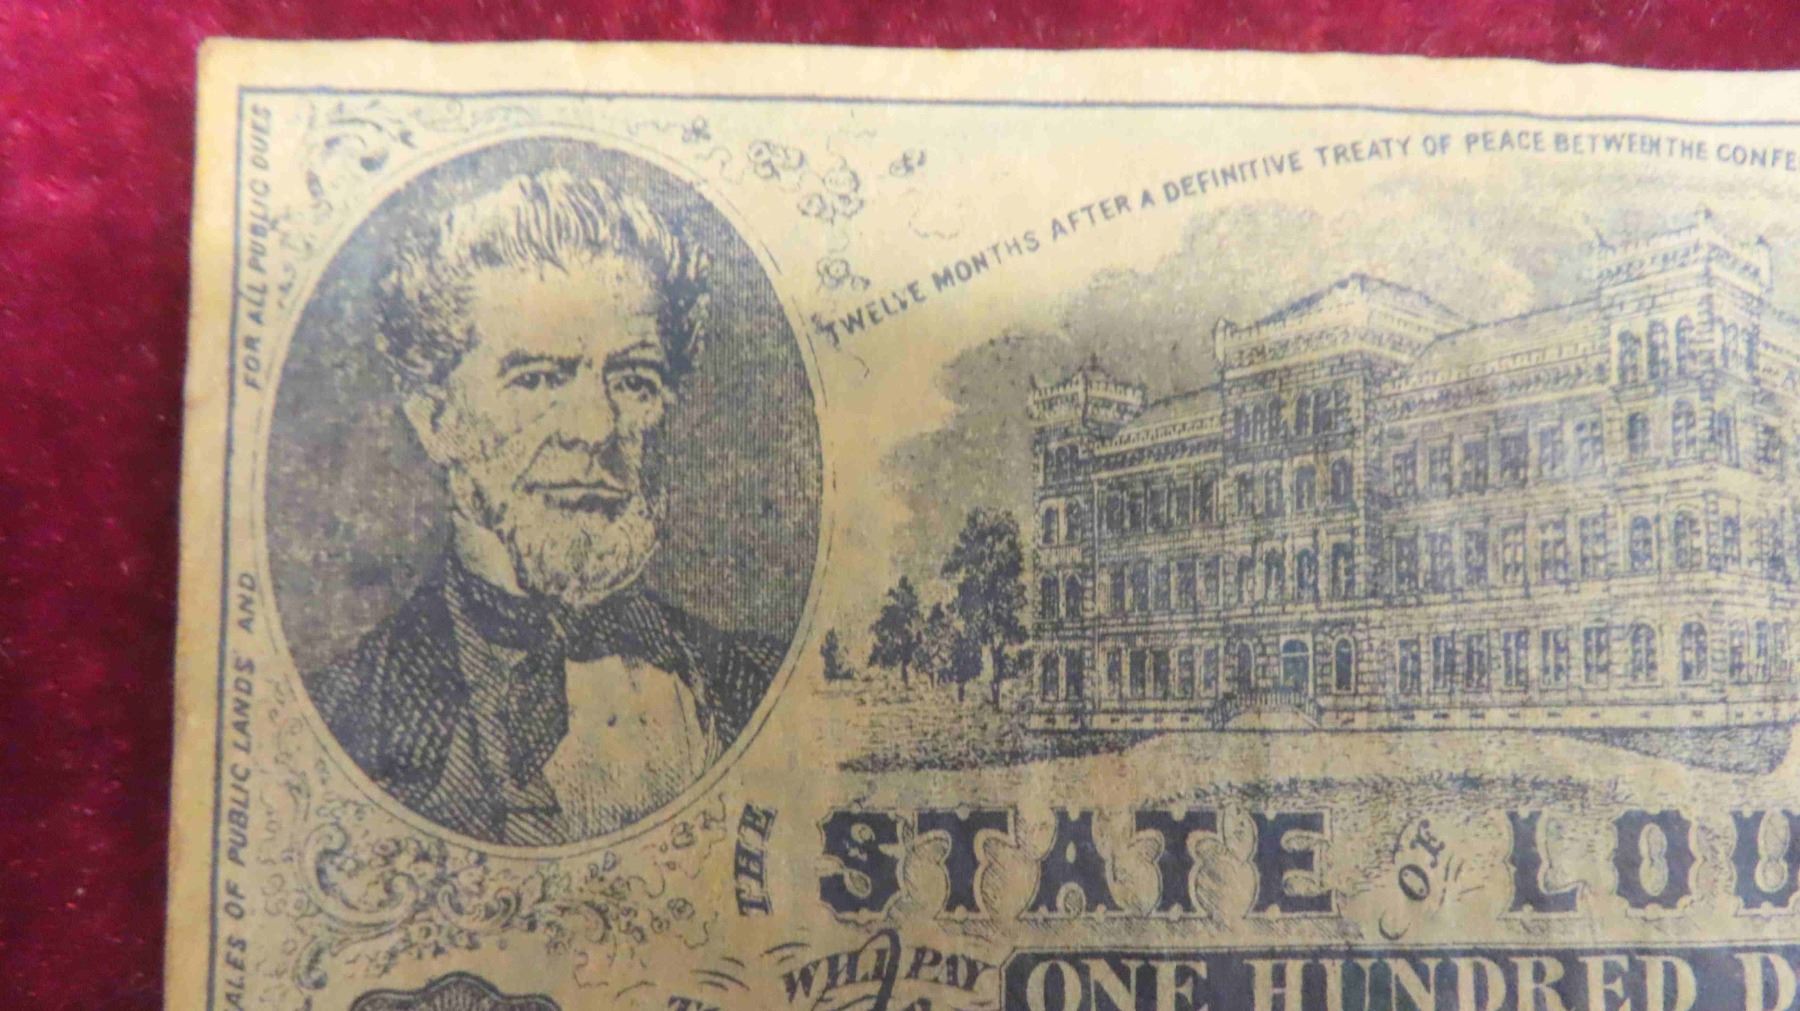 TWELVE MONTHS AFTER A DEFINITIVE TREATY OF PEACE BETWEEN THE CONFE
FOR ALL PUBLIC DUES
SALES OF PUBLIC LANDS AND
THE STATE OF LOU
WILL PAY
ONE HUNDRED D